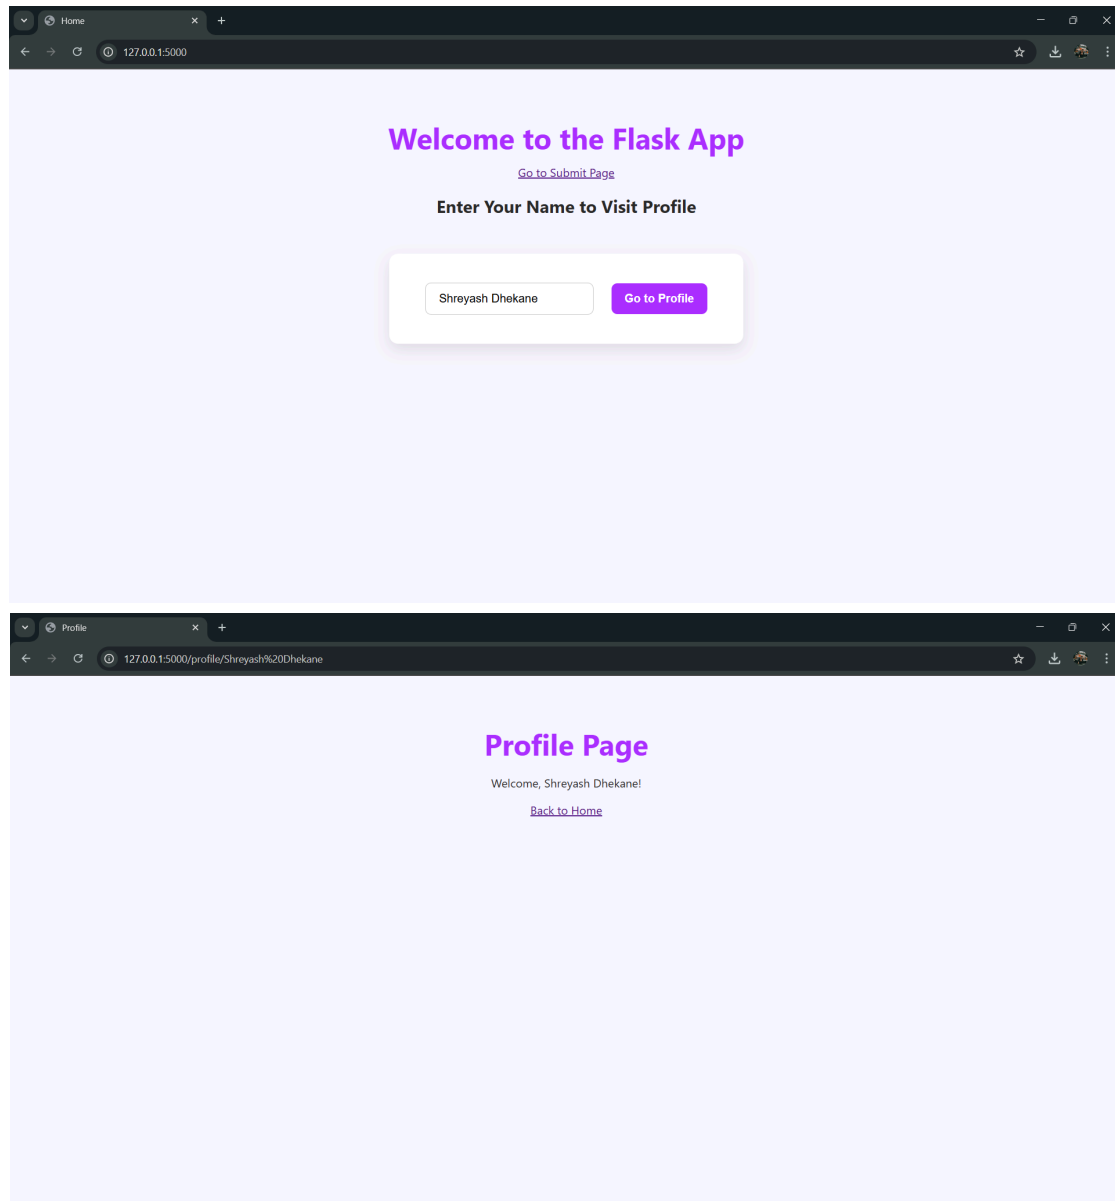 Home
127.0.0.1:5000
Welcome to the Flask App
Go to Submit Page
Enter Your Name to Visit Profile
Shreyash Dhekane
Go to Profile
Profile
127.0.0.1:5000/profile/Shreyash%20Dhekane
Profile Page
Welcome, Shreyash Dhekane!
Back to Home